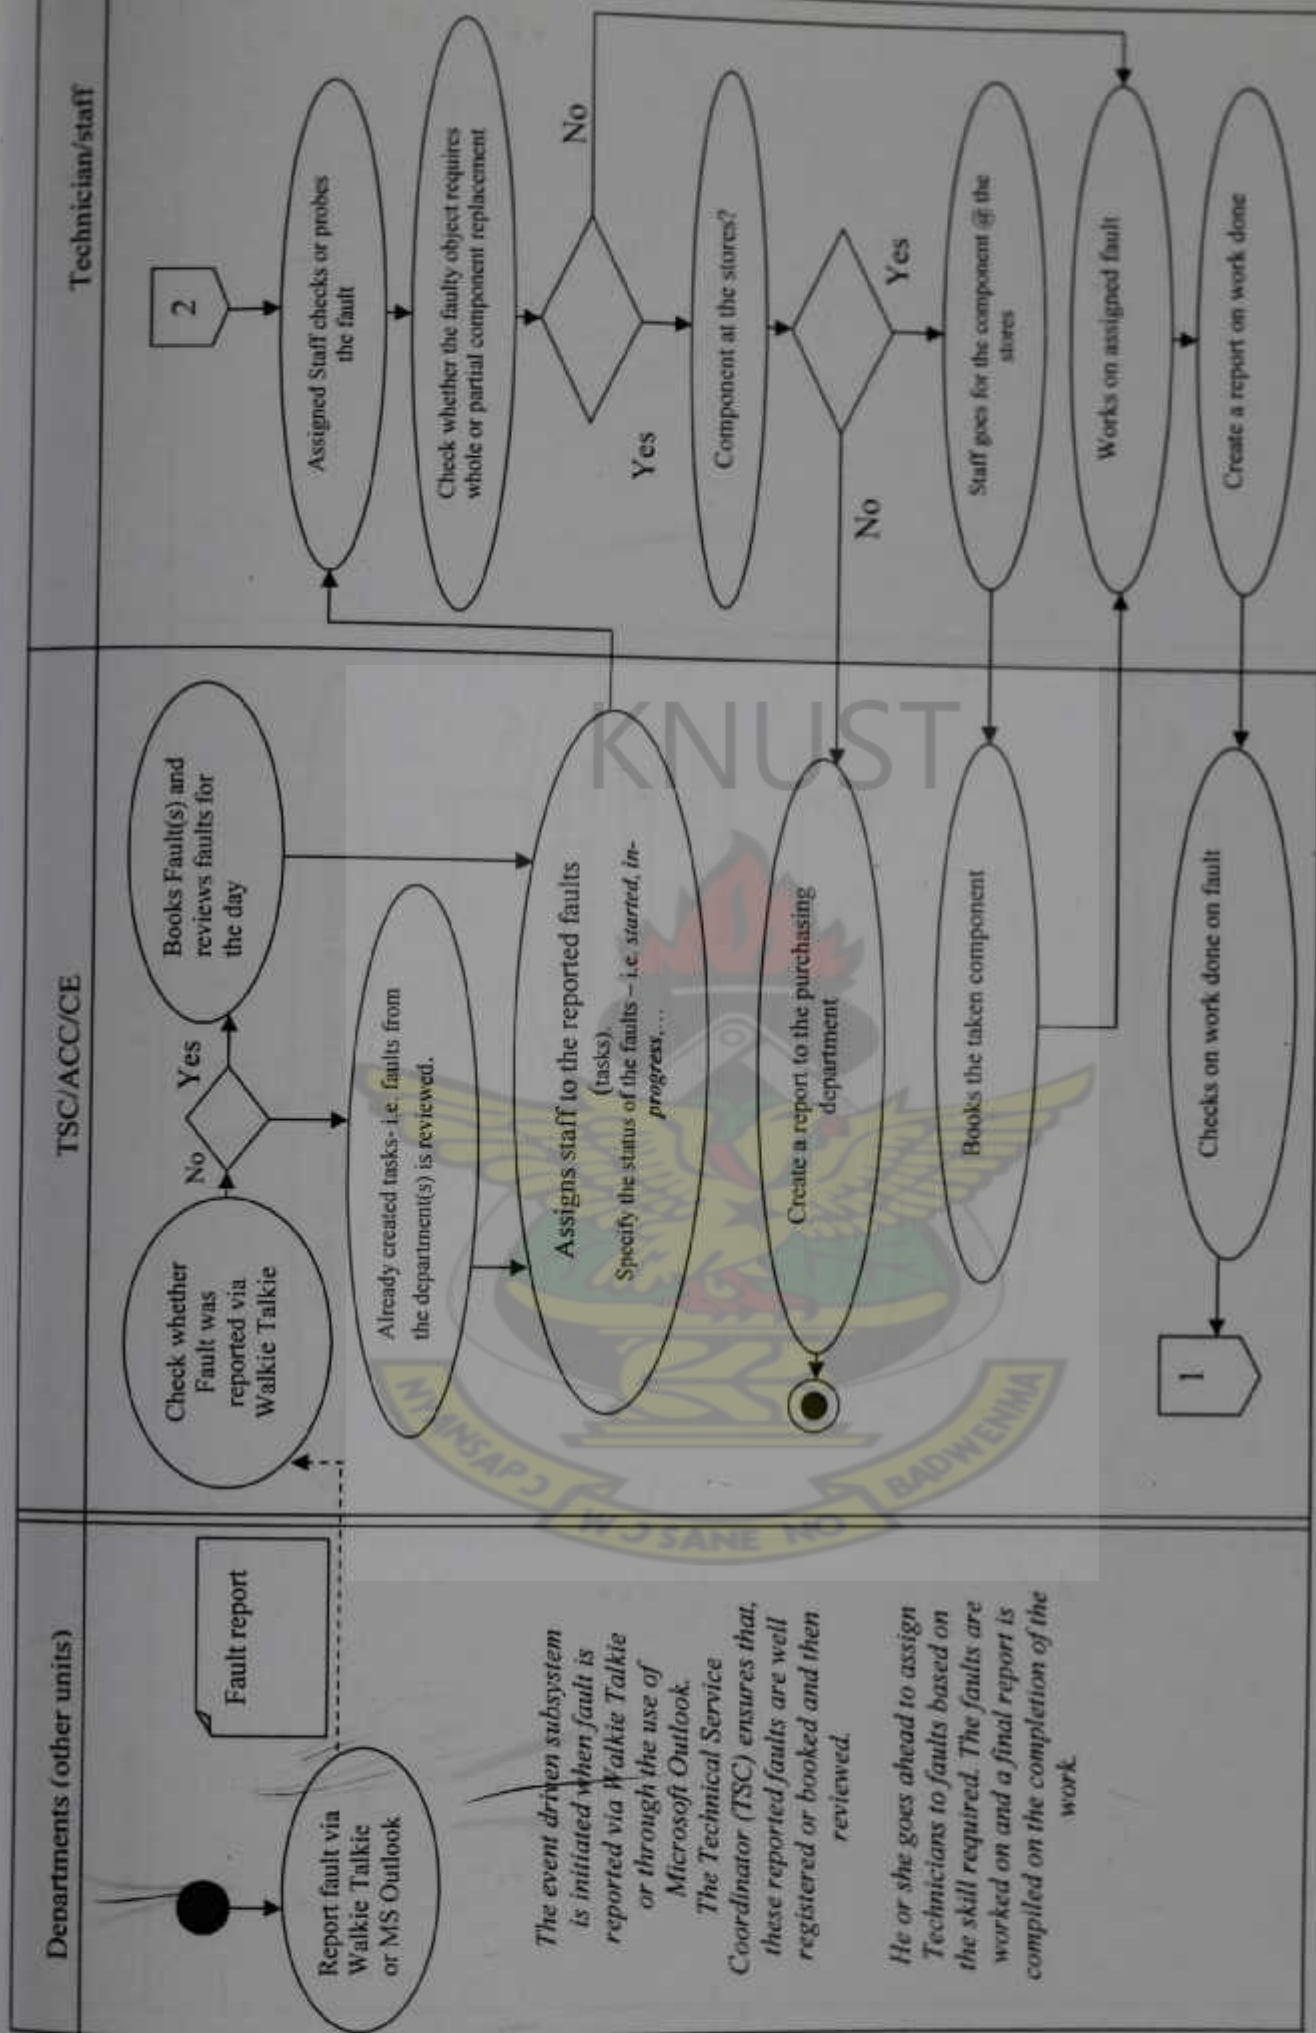 Departments (other units)
TSC/ACC/CE
Technician/staff
Report fault via
Walkie Talkie
or MS Outlook
Fault report
The event driven subsystem
is initiated when fault is
reported via Walkie Talkie
or through the use of
Microsoft Outlook.
The Technical Service
Coordinator (TSC) ensures that,
these reported faults are well
registered or booked and then
reviewed.
He or she goes ahead to assign
Technicians to faults based on
the skill required. The faults are
worked on and a final report is
compiled on the completion of the
work.
Check whether
Fault was
reported via
Walkie Talkie
No
Yes
Books Fault(s) and
reviews faults for
the day
Already created tasks- i.e. faults from
the department(s) is reviewed.
Assigns staff to the reported faults
(tasks).
Specify the status of the faults – i.e. started, in-
progress,...
Create a report to the purchasing
department
Books the taken component
Checks on work done on fault
1
2
Assigned Staff checks or probes
the fault
Check whether the faulty object requires
whole or partial component replacement
No
Yes
Component at the stores?
No
Yes
Staff goes for the component @ the
stores
Works on assigned fault
Create a report on work done
KNUST
NYANSAPƆ
WƆSANE NO
BADWENMA